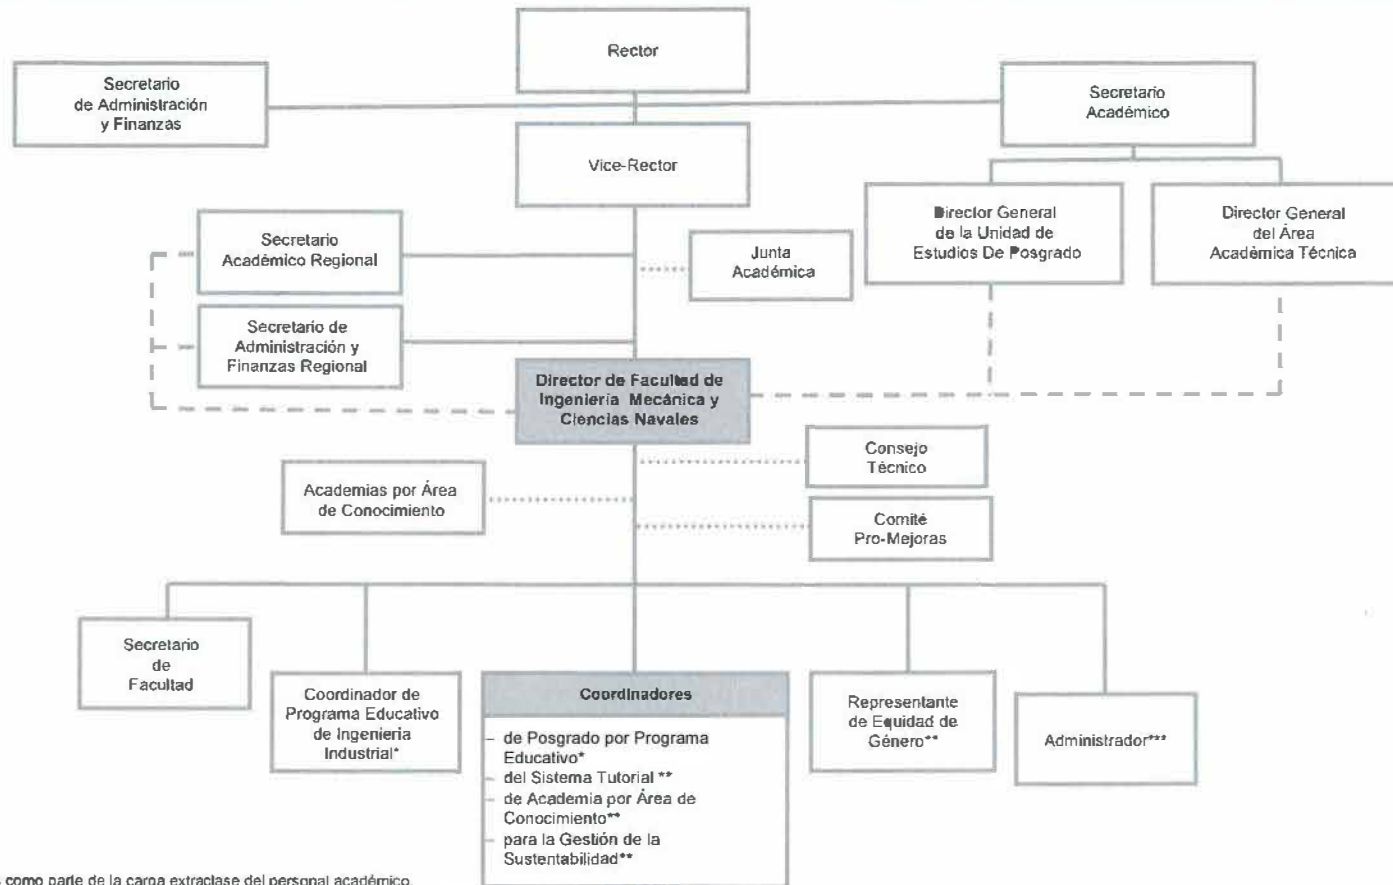 Rector
Secretario
de Administración
y Finanzas
Secretario
Académico
Vice-Rector
Director General
de la Unidad de
Estudios De Posgrado
Director General
del Área
Académica Técnica
Secretario
Académico Regional
Junta
Académica
Secretario de
Administración y
Finanzas Regional
Director de Facultad de
Ingeniería Mecánica y
Ciencias Navales
Consejo
Técnico
Academias por Área
de Conocimiento
Comité
Pro-Mejoras
Secretario
de
Facultad
Coordinador de
Programa Educativo
de Ingeniería
Industrial*
Coordinadores
– de Posgrado por Programa
Educativo*
– del Sistema Tutorial **
– de Academia por Área de
Conocimiento**
– para la Gestión de la
Sustentabilidad**
Representante
de Equidad de
Género**
Administrador***
como parte de la carga extraclase del personal académico.